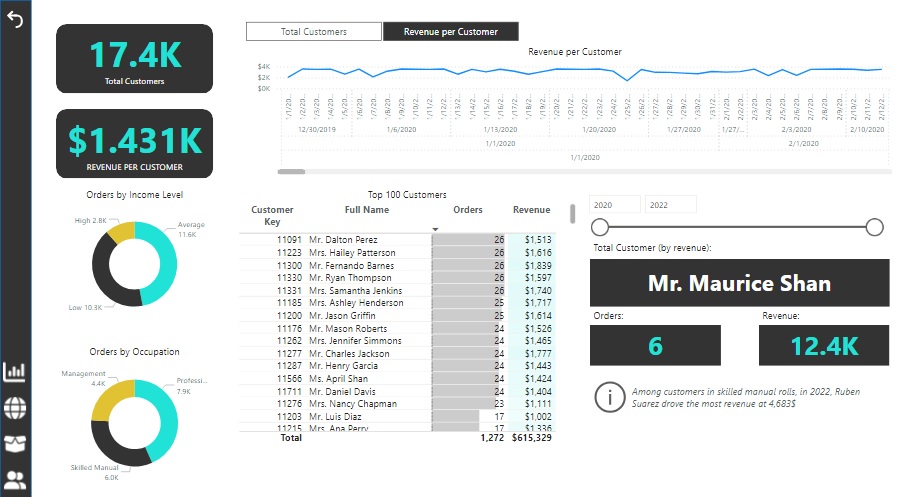 17.4K
Total Customers
$1.431K
REVENUE PER CUSTOMER
Total Customers
Revenue per Customer
Revenue per Customer
$4K
$2K
$0K
12/30/2019
1/6/2020
1/13/2020
1/20/2020
1/27/2020
1/27/...
2/3/2020
2/10/2020
1/1/2020
2/1/2020
1/1/2020
Orders by Income Level
High 2.8K
Average
11.6K
Low 10.3K
Orders by Occupation
Management
4.4K
Professi...
7.9K
Skilled Manual
6.0K
Top 100 Customers
Customer Key Full Name Orders Revenue
11091 Mr. Dalton Perez 26 $1,513
11223 Mrs. Hailey Patterson 26 $1,616
11300 Mr. Fernando Barnes 26 $1,839
11330 Mr. Ryan Thompson 26 $1,597
11331 Mrs. Samantha Jenkins 26 $1,740
11185 Mrs. Ashley Henderson 25 $1,717
11200 Mr. Jason Griffin 25 $1,614
11176 Mr. Mason Roberts 24 $1,526
11262 Mrs. Jennifer Simmons 24 $1,465
11277 Mr. Charles Jackson 24 $1,777
11287 Mr. Henry Garcia 24 $1,443
11566 Ms. April Shan 24 $1,424
11711 Mr. Daniel Davis 24 $1,404
11276 Mrs. Nancy Chapman 23 $1,111
11203 Mr. Luis Diaz 17 $1,002
11215 Mrs. Ana Perry 17 $1,336
Total 1,272 $615,329
2020 2022
Total Customer (by revenue):
Mr. Maurice Shan
Orders: Revenue:
6 12.4K
Among customers in skilled manual rolls, in 2022, Ruben
Suarez drove the most revenue at 4,683$